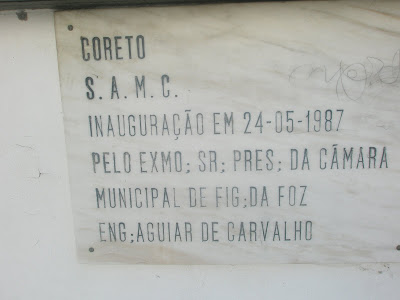 CORETO
S.A.M.C.
INAUGURAÇÃO EM 24-05-1987
PELO EXMO; SR; PRES; DA CÃMARA
MUNICIPAL DE FIG;DA FOZ
ENG;AGUIAR DE CARVALHO